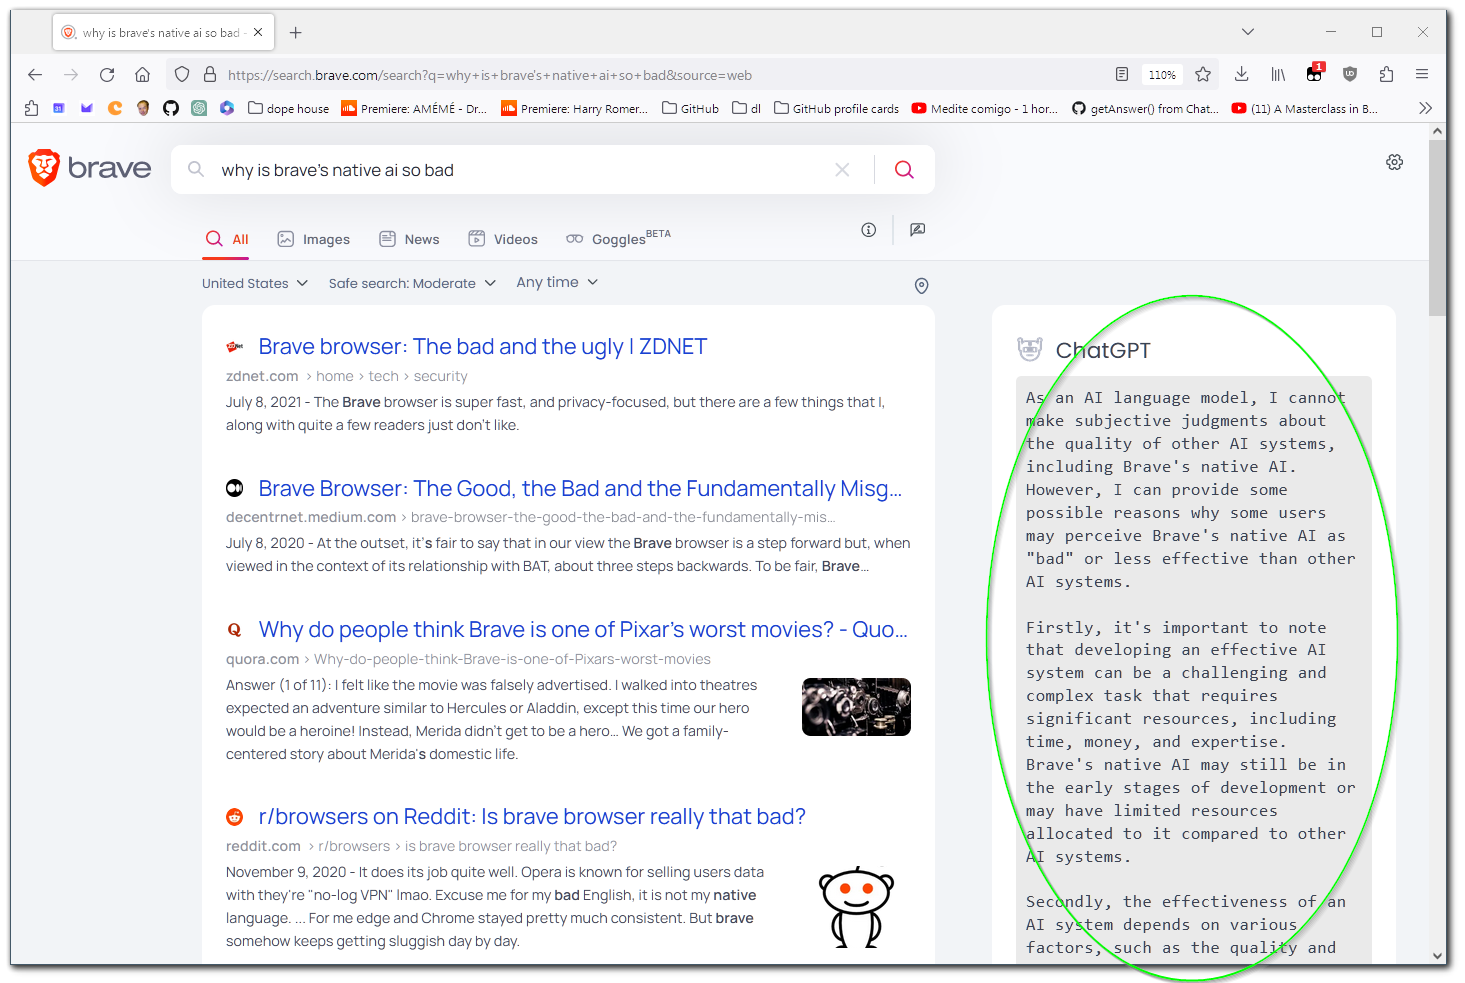 why is brave's native ai so bad -
https://search.brave.com/search?q=why+is+brave's+native+ai+so+bad&source=web
110%
1
31
dope house
Premiere: AMÉMÉ - Dr...
Premiere: Harry Romer...
GitHub
dl
GitHub profile cards
Medite comigo - 1 hor...
getAnswer() from Chat...
(11) A Masterclass in B...
brave
why is brave's native ai so bad
All
Images
News
Videos
Goggles BETA
United States
Safe search: Moderate
Any time
Brave browser: The bad and the ugly | ZDNET
zdnet.com › home › tech › security
July 8, 2021 - The Brave browser is super fast, and privacy-focused, but there are a few things that I,
along with quite a few readers just don't like.
Brave Browser: The Good, the Bad and the Fundamentally Misg...
decentrnet.medium.com › brave-browser-the-good-the-bad-and-the-fundamentally-mis...
July 8, 2020 - At the outset, it's fair to say that in our view the Brave browser is a step forward but, when
viewed in the context of its relationship with BAT, about three steps backwards. To be fair, Brave...
Why do people think Brave is one of Pixar's worst movies? - Quo...
quora.com › Why-do-people-think-Brave-is-one-of-Pixars-worst-movies
Answer (1 of 11): I felt like the movie was falsely advertised. I walked into theatres
expected an adventure similar to Hercules or Aladdin, except this time our hero
would be a heroine! Instead, Merida didn't get to be a hero... We got a family-
centered story about Merida's domestic life.
r/browsers on Reddit: Is brave browser really that bad?
reddit.com › r/browsers › is brave browser really that bad?
November 9, 2020 - It does its job quite well. Opera is known for selling users data
with they're "no-log VPN" lmao. Excuse me for my bad English, it is not my native
language. ... For me edge and Chrome stayed pretty much consistent. But brave
somehow keeps getting sluggish day by day.
ChatGPT
As an AI language model, I cannot
make subjective judgments about
the quality of other AI systems,
including Brave's native AI.
However, I can provide some
possible reasons why some users
may perceive Brave's native AI as
"bad" or less effective than other
AI systems.
Firstly, it's important to note
that developing an effective AI
system can be a challenging and
complex task that requires
significant resources, including
time, money, and expertise.
Brave's native AI may still be in
the early stages of development or
may have limited resources
allocated to it compared to other
AI systems.
Secondly, the effectiveness of an
AI system depends on various
factors, such as the quality and